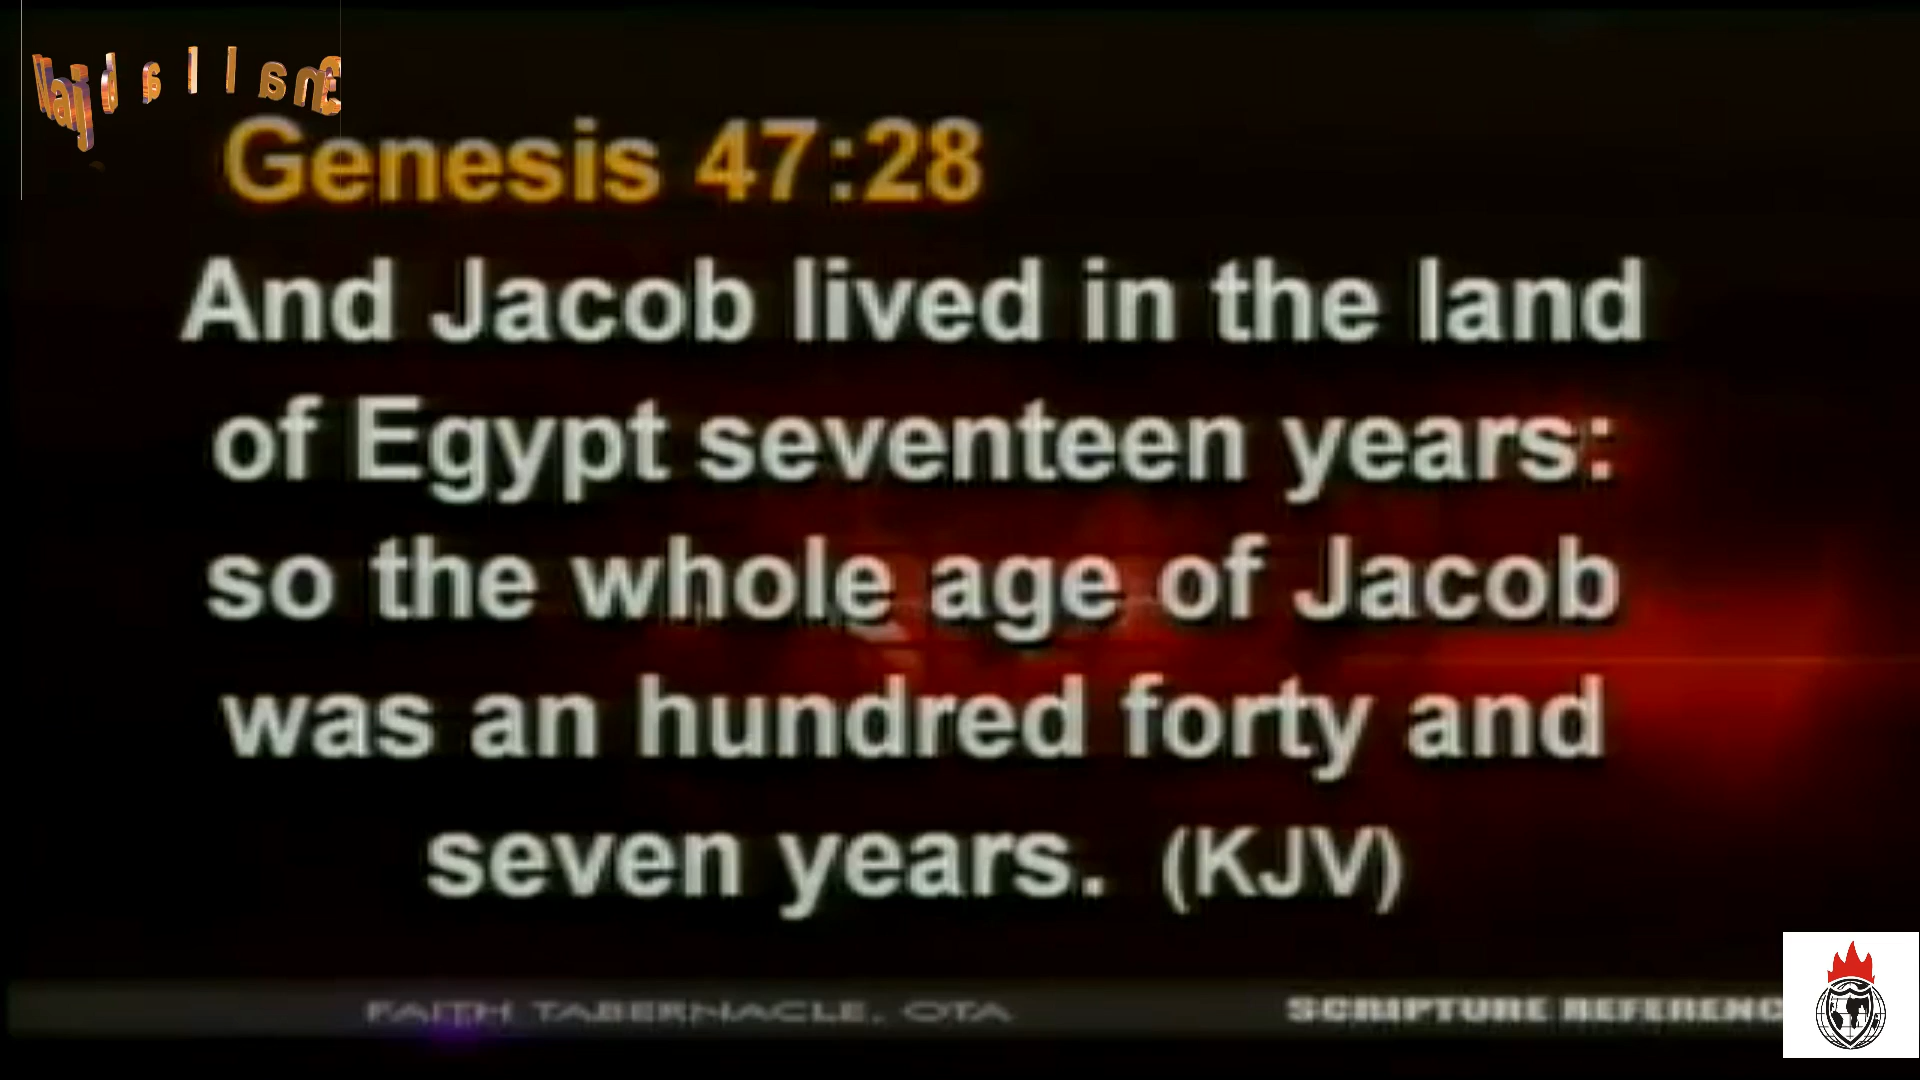 Genesis 47:28
And Jacob lived in the land
of Egypt seventeen years:
so the whole age of Jacob
was an hundred forty and
seven years. (KJV)
FAITH TABERNACLE, OTA
SCRIPTURE REFERENC